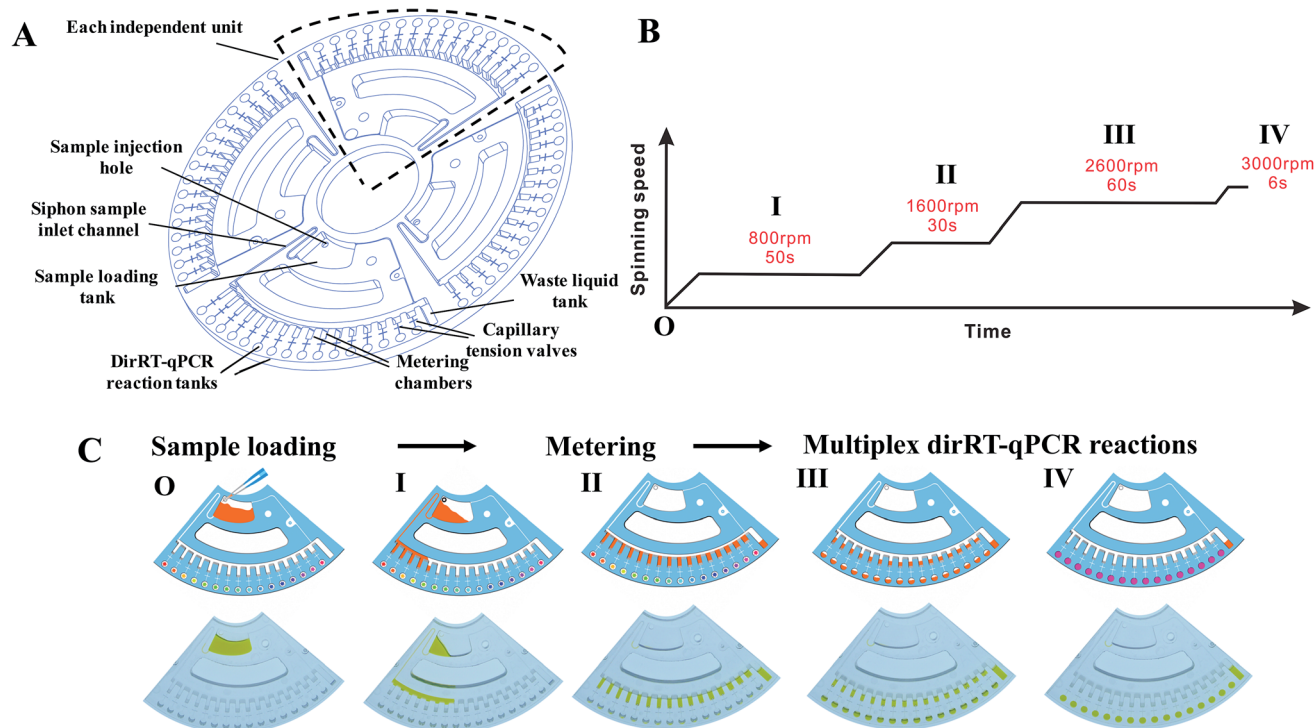 A
Each independent unit
Sample injection
hole
Siphon sample
inlet channel
Sample loading
tank
DirRT-qPCR
reaction tanks
Metering
chambers
Capillary
tension valves
Waste liquid
tank
B
Spinning speed
I
800rpm
50s
II
1600rpm
30s
III
2600rpm
60s
IV
3000rpm
6s
O
Time
C
Sample loading
Metering
Multiplex dirRT-qPCR reactions
O
I
II
III
IV